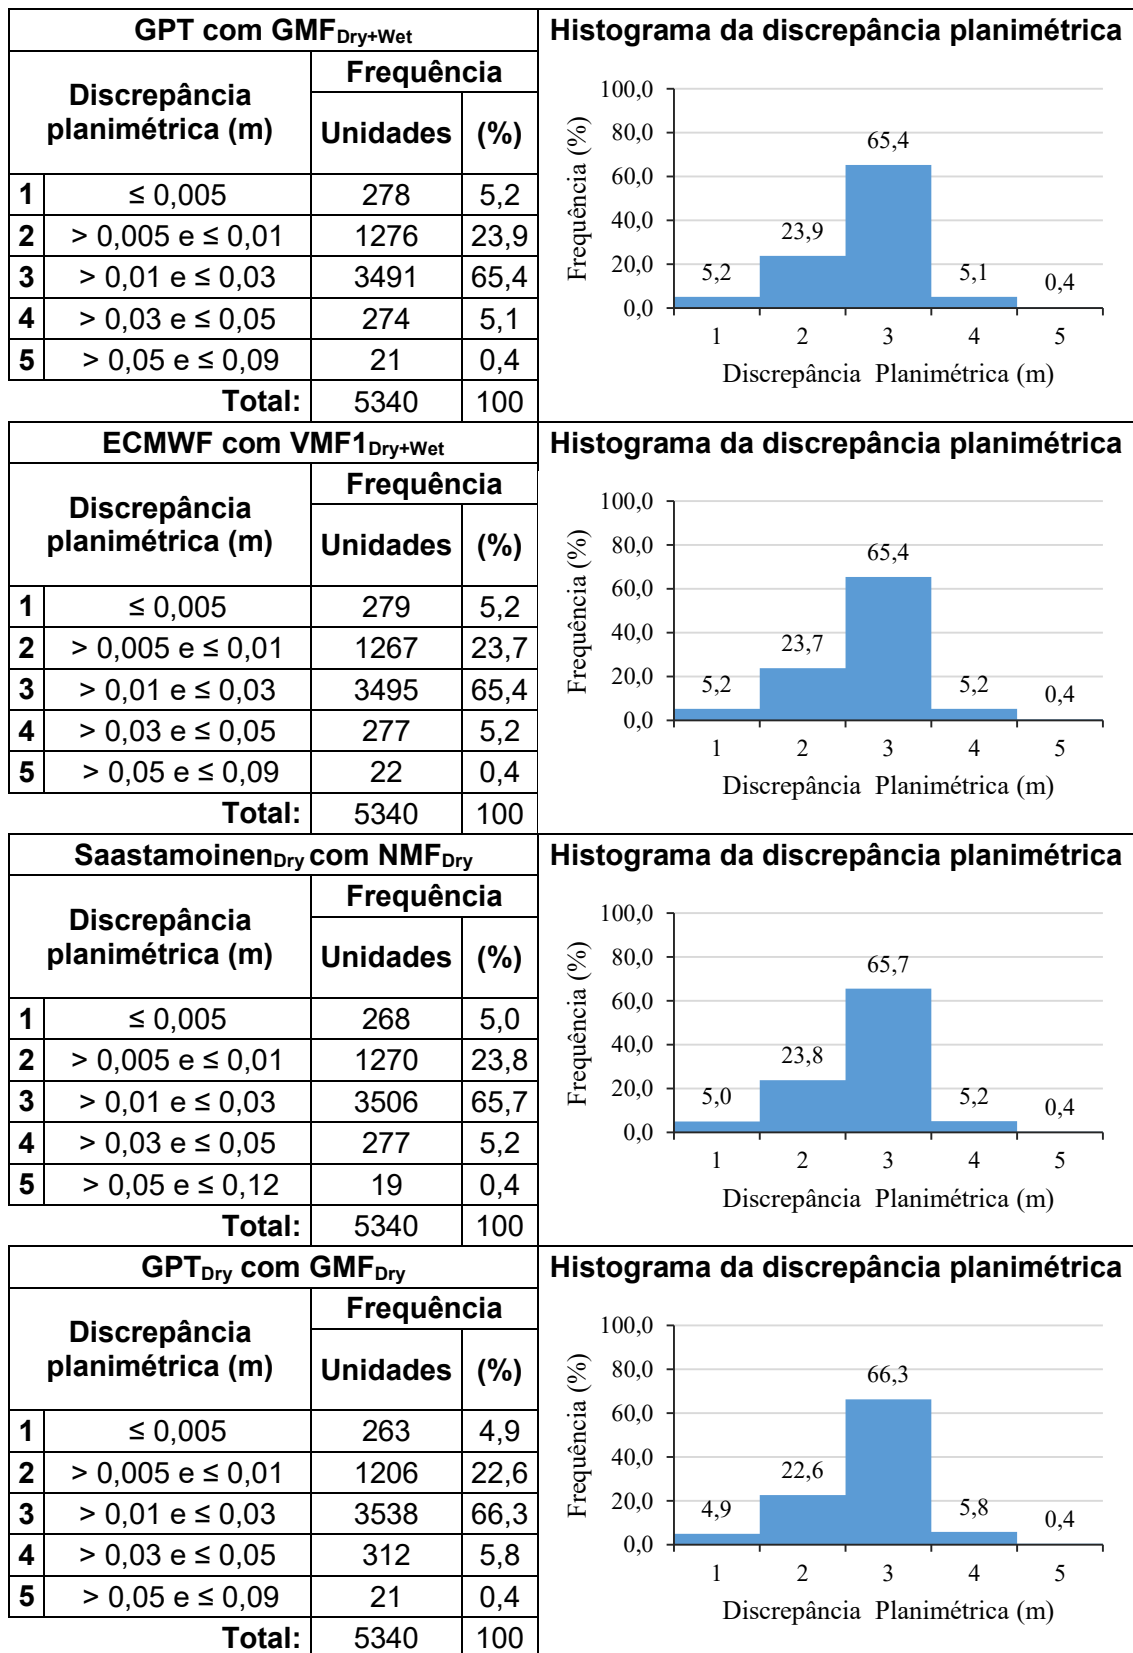 GPT com GMFDry+Wet
Discrepância planimétrica (m)
Frequência
Unidades (%)
1 ≤ 0,005 278 5,2
2 > 0,005 e ≤ 0,01 1276 23,9
3 > 0,01 e ≤ 0,03 3491 65,4
4 > 0,03 e ≤ 0,05 274 5,1
5 > 0,05 e ≤ 0,09 21 0,4
Total: 5340 100
Histograma da discrepância planimétrica
Frequência (%)
100,0
80,0
60,0
40,0
20,0
0,0
5,2 23,9 65,4 5,1 0,4
1 2 3 4 5
Discrepância Planimétrica (m)
ECMWF com VMF1Dry+Wet
Discrepância planimétrica (m)
Frequência
Unidades (%)
1 ≤ 0,005 279 5,2
2 > 0,005 e ≤ 0,01 1267 23,7
3 > 0,01 e ≤ 0,03 3495 65,4
4 > 0,03 e ≤ 0,05 277 5,2
5 > 0,05 e ≤ 0,09 22 0,4
Total: 5340 100
Histograma da discrepância planimétrica
Frequência (%)
100,0
80,0
60,0
40,0
20,0
0,0
5,2 23,7 65,4 5,2 0,4
1 2 3 4 5
Discrepância Planimétrica (m)
SaastamoinenDry com NMFDry
Discrepância planimétrica (m)
Frequência
Unidades (%)
1 ≤ 0,005 268 5,0
2 > 0,005 e ≤ 0,01 1270 23,8
3 > 0,01 e ≤ 0,03 3506 65,7
4 > 0,03 e ≤ 0,05 277 5,2
5 > 0,05 e ≤ 0,12 19 0,4
Total: 5340 100
Histograma da discrepância planimétrica
Frequência (%)
100,0
80,0
60,0
40,0
20,0
0,0
5,0 23,8 65,7 5,2 0,4
1 2 3 4 5
Discrepância Planimétrica (m)
GPTDry com GMFDry
Discrepância planimétrica (m)
Frequência
Unidades (%)
1 ≤ 0,005 263 4,9
2 > 0,005 e ≤ 0,01 1206 22,6
3 > 0,01 e ≤ 0,03 3538 66,3
4 > 0,03 e ≤ 0,05 312 5,8
5 > 0,05 e ≤ 0,09 21 0,4
Total: 5340 100
Histograma da discrepância planimétrica
Frequência (%)
100,0
80,0
60,0
40,0
20,0
0,0
4,9 22,6 66,3 5,8 0,4
1 2 3 4 5
Discrepância Planimétrica (m)